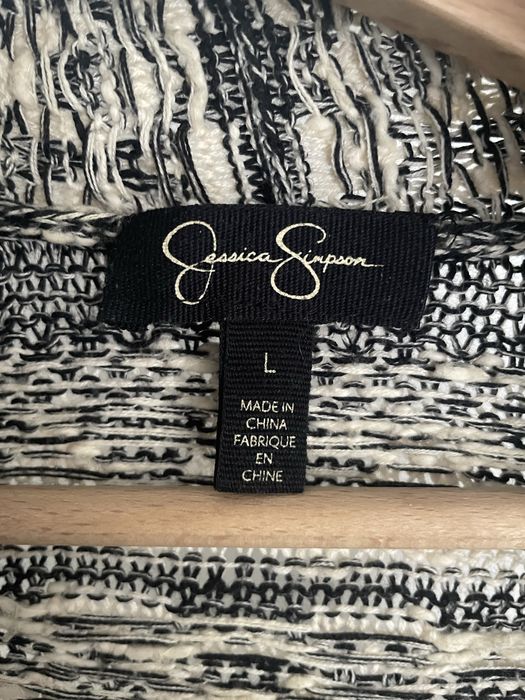 Jessica Simpson
L
MADE IN
CHINA
FABRIQUE
EN
CHINE